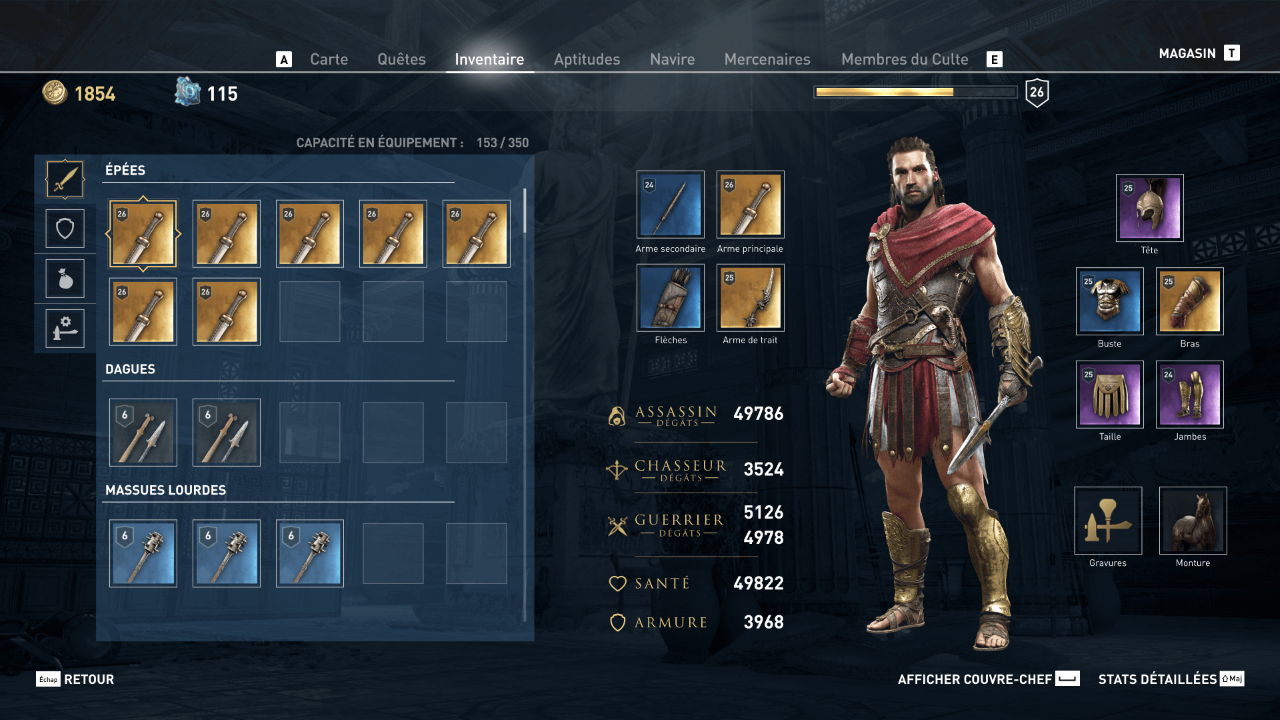 A Carte Quêtes Inventaire Aptitudes Navire Mercenaires Membres du Culte E
MAGASIN T
1854 115
26
CAPACITÉ EN ÉQUIPEMENT : 153 / 350
ÉPÉES
26 26 26 26 26
26 26
DAGUES
6 6
MASSUES LOURDES
6 6 6
24 26
Arme secondaire Arme principale
25
Flèches Arme de trait
ASSASSIN 49786
DÉGÂTS
CHASSEUR 3524
DÉGÂTS
GUERRIER 5126
DÉGÂTS 4978
SANTÉ 49822
ARMURE 3968
25
Tête
25 25
Buste Bras
25 24
Taille Jambes
Gravures Monture
Échap RETOUR
AFFICHER COUVRE-CHEF STATS DÉTAILLÉES Maj